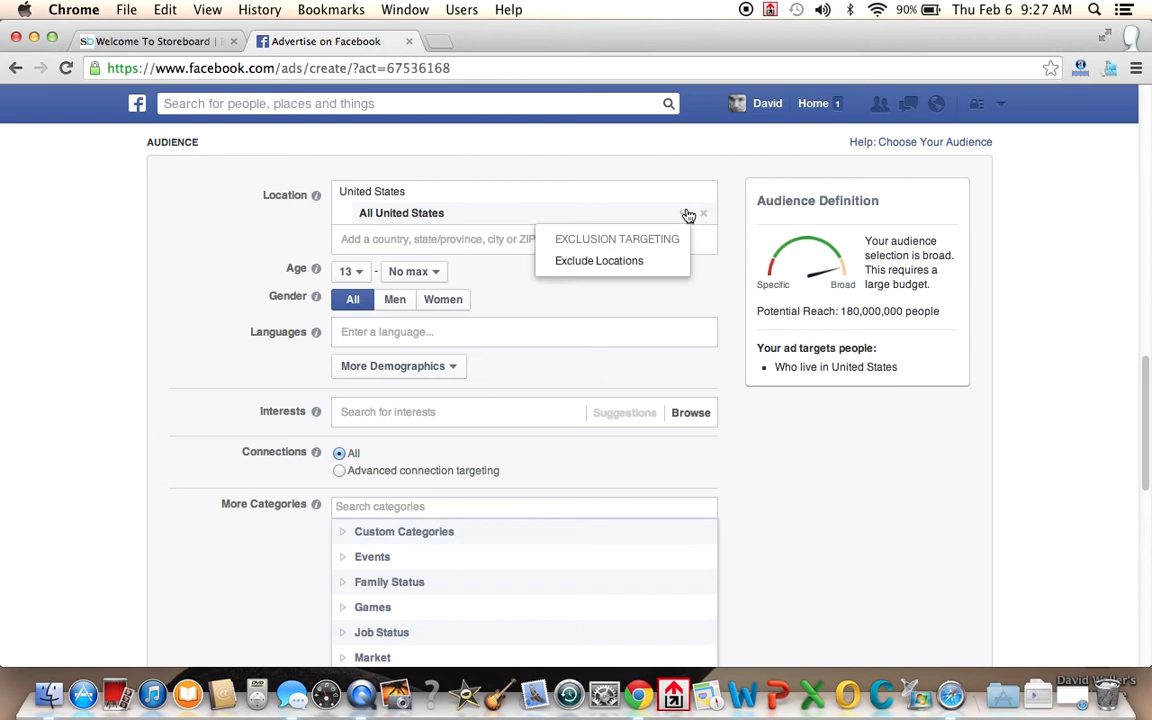 Chrome File Edit View History Bookmarks Window Users Help 90% Thu Feb 6 9:27 AM
Welcome To Storeboard | Advertise on Facebook
https://www.facebook.com/ads/create/?act=67536168
Search for people, places and things David Home 1
AUDIENCE Help: Choose Your Audience
Location United States
All United States
Add a country, state/province, city or ZIP
EXCLUSION TARGETING
Exclude Locations
Age 13 - No max
Gender All Men Women
Languages Enter a language...
More Demographics
Interests Search for interests Suggestions Browse
Connections All
Advanced connection targeting
More Categories Search categories
Custom Categories
Events
Family Status
Games
Job Status
Market
Audience Definition
Specific Broad
Your audience
selection is broad.
This requires a
large budget.
Potential Reach: 180,000,000 people
Your ad targets people:
Who live in United States